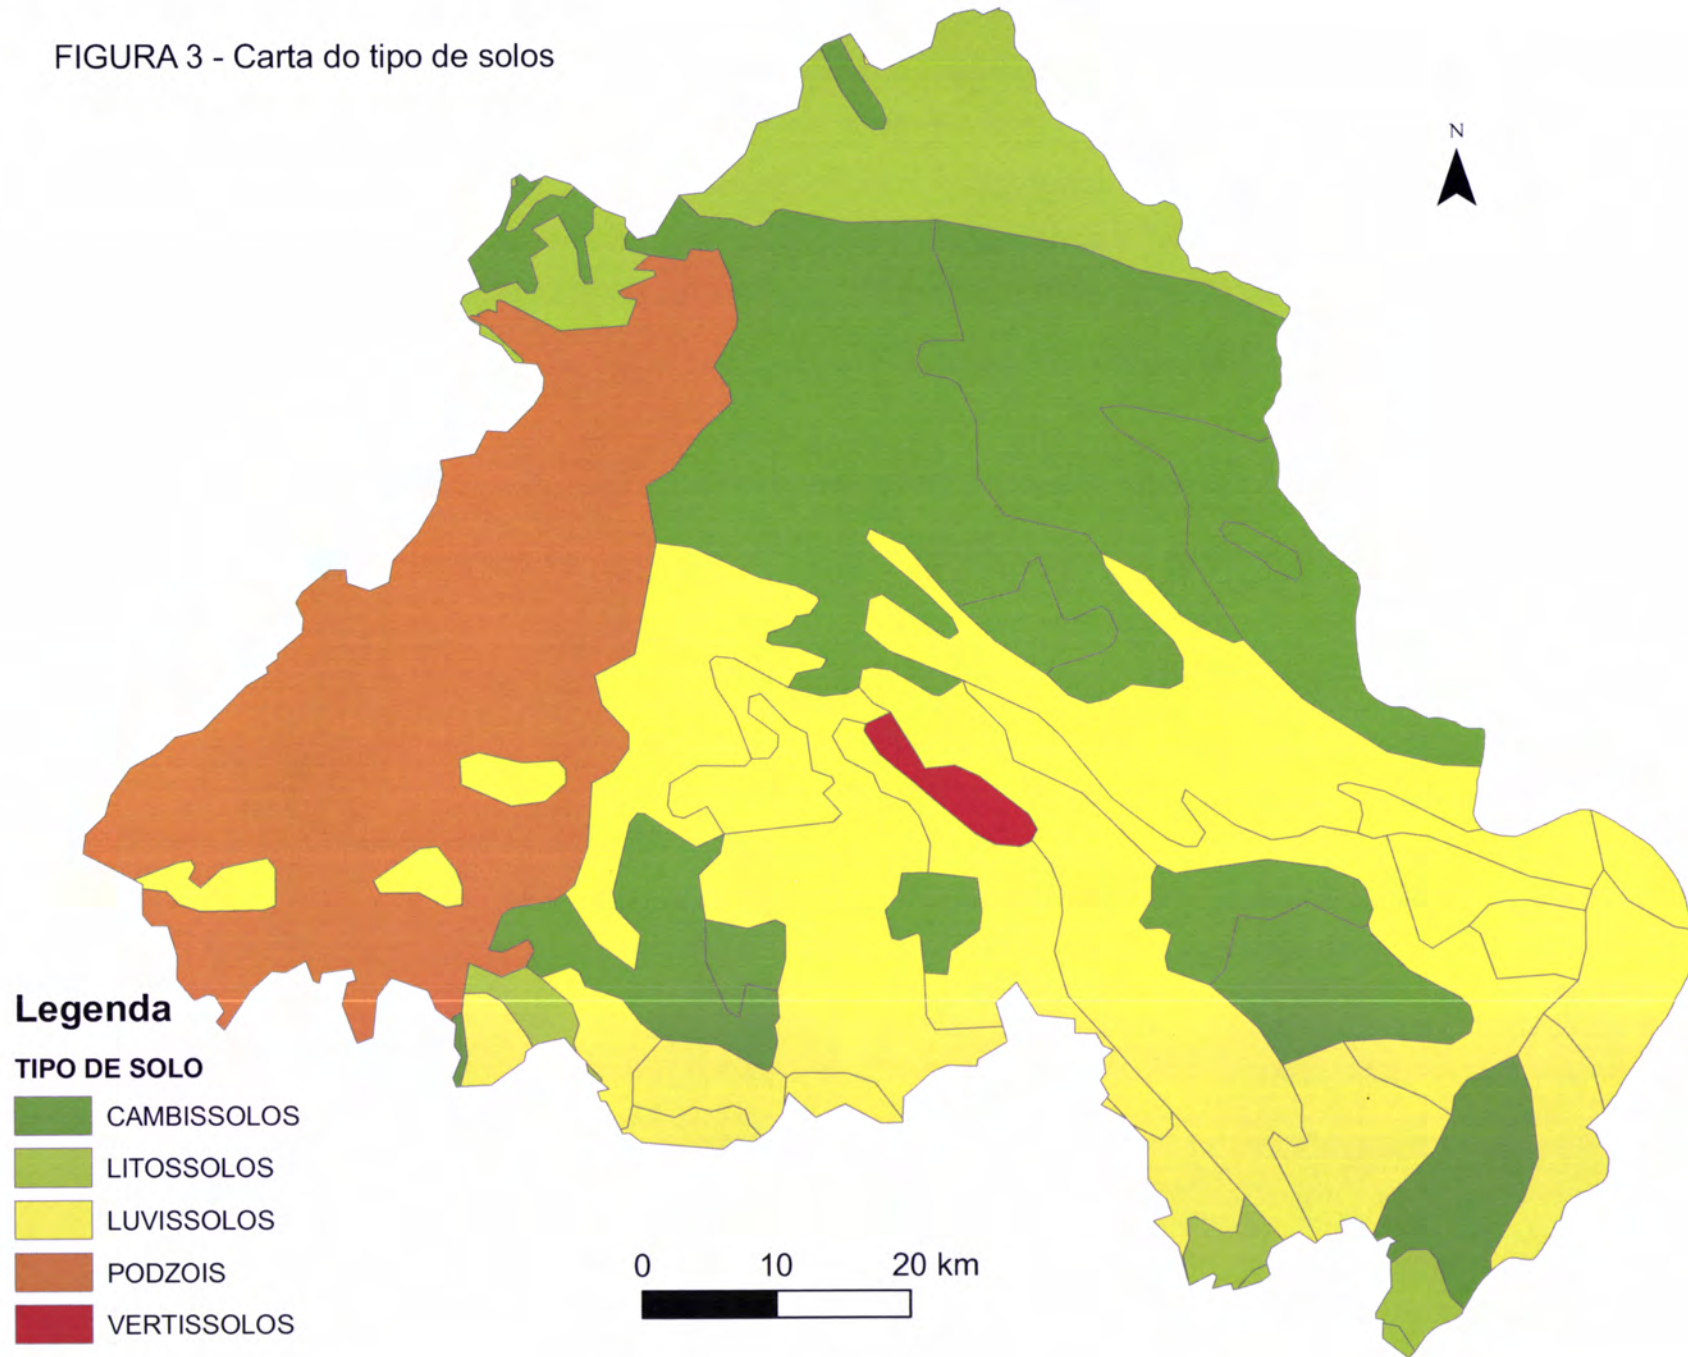 FIGURA 3 - Carta do tipo de solos
N
Legenda
TIPO DE SOLO
CAMBISSOLOS
LITOSSOLOS
LUVISSOLOS
PODZOIS
VERTISSOLOS
0 10 20 km